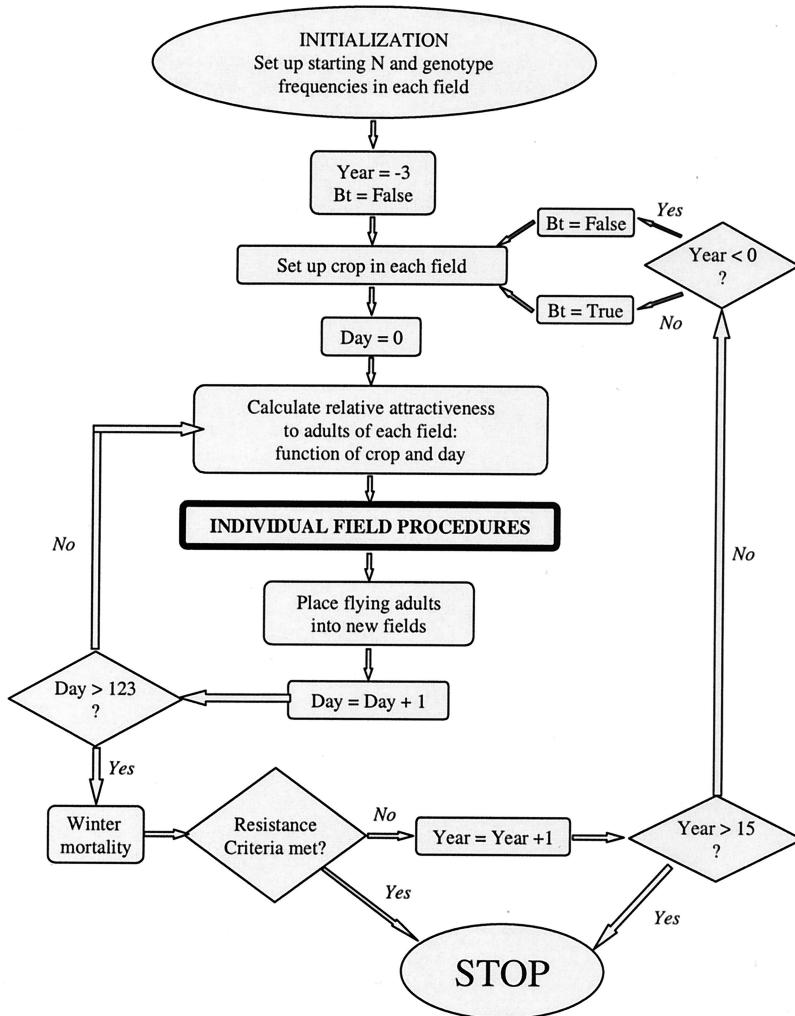 INITIALIZATION
Set up starting N and genotype
frequencies in each field
Year = -3
Bt = False
Set up crop in each field
Bt = False
Yes
Year < 0
?
Bt = True
No
Day = 0
Calculate relative attractiveness
to adults of each field:
function of crop and day
INDIVIDUAL FIELD PROCEDURES
No
No
Place flying adults
into new fields
Day > 123
?
Day = Day + 1
Yes
Winter
mortality
Resistance
Criteria met?
No
Year = Year +1
Year > 15
?
Yes
Yes
STOP